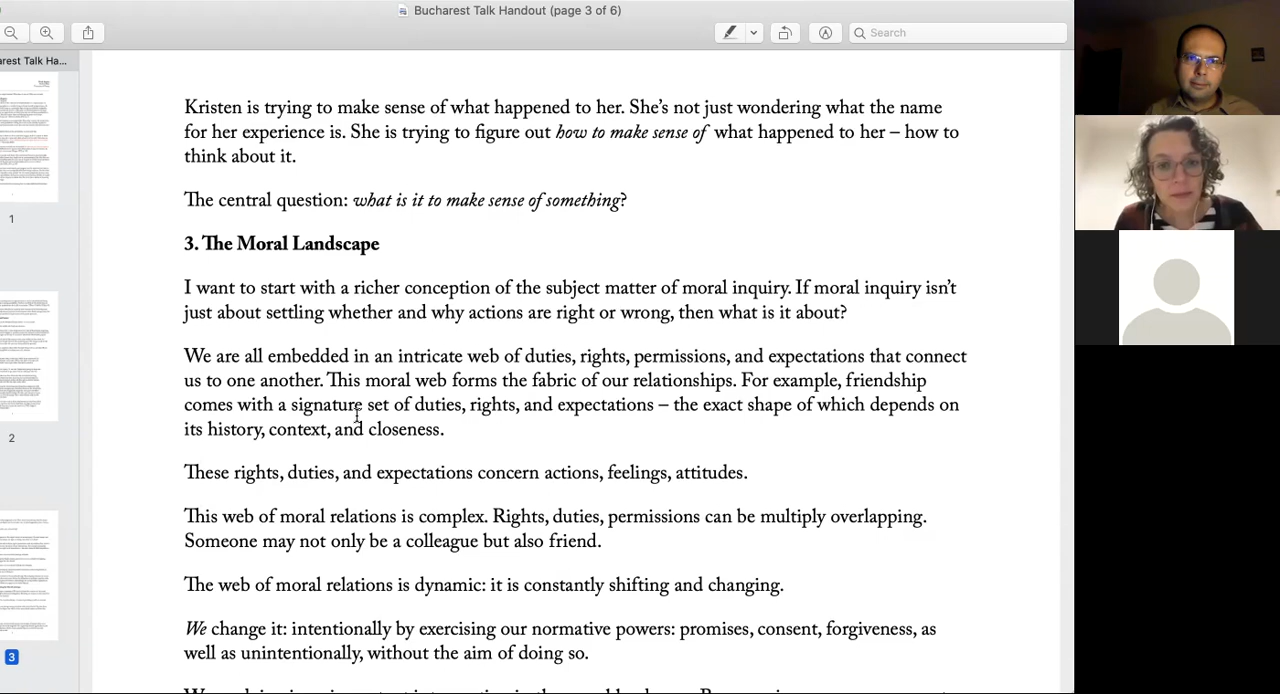 Bucharest Talk Handout (page 3 of 6)
Search
arest Talk Ha...
1
2
3
Kristen is trying to make sense of what happened to her. She's not just wondering what the name
for her experience is. She is trying to figure out how to make sense of what happened to her – how to
think about it.
The central question: what is it to make sense of something?
3. The Moral Landscape
I want to start with a richer conception of the subject matter of moral inquiry. If moral inquiry isn't
just about settling whether and why actions are right or wrong, then what is it about?
We are all embedded in an intricate web of duties, rights, permissions, and expectations that connect
us to one another. This moral web forms the fabric of our relationships. For example, friendship
comes with a signature set of duties, rights, and expectations – the exact shape of which depends on
its history, context, and closeness.
These rights, duties, and expectations concern actions, feelings, attitudes.
This web of moral relations is complex. Rights, duties, permissions can be multiply overlapping.
Someone may not only be a colleague but also friend.
The web of moral relations is dynamic: it is constantly shifting and changing.
We change it: intentionally by exercising our normative powers: promises, consent, forgiveness, as
well as unintentionally, without the aim of doing so.